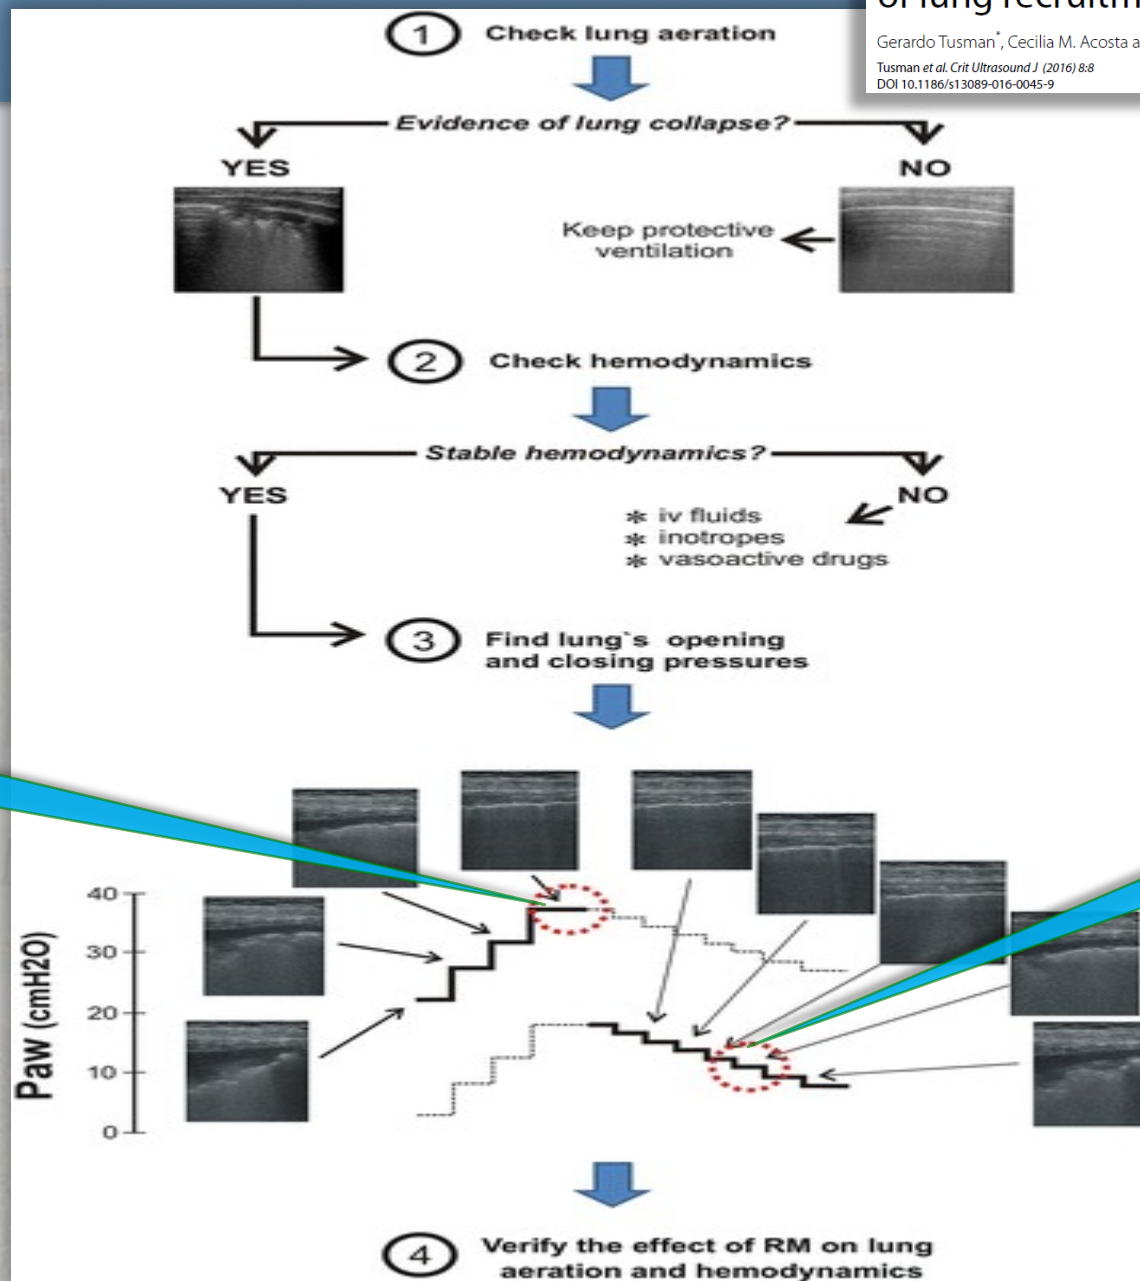 of lung recruitm
Gerardo Tusman*, Cecilia M. Acosta a
Tusman et al. Crit Ultrasound J (2016) 8:8
DOI 10.1186/s13089-016-0045-9
1 Check lung aeration
Evidence of lung collapse?
YES
NO
Keep protective
ventilation
2 Check hemodynamics
Stable hemodynamics?
YES
NO
* iv fluids
* inotropes
* vasoactive drugs
3 Find lung`s opening
and closing pressures
Paw (cmH2O)
40
30
20
10
0
4 Verify the effect of RM on lung
aeration and hemodynamics